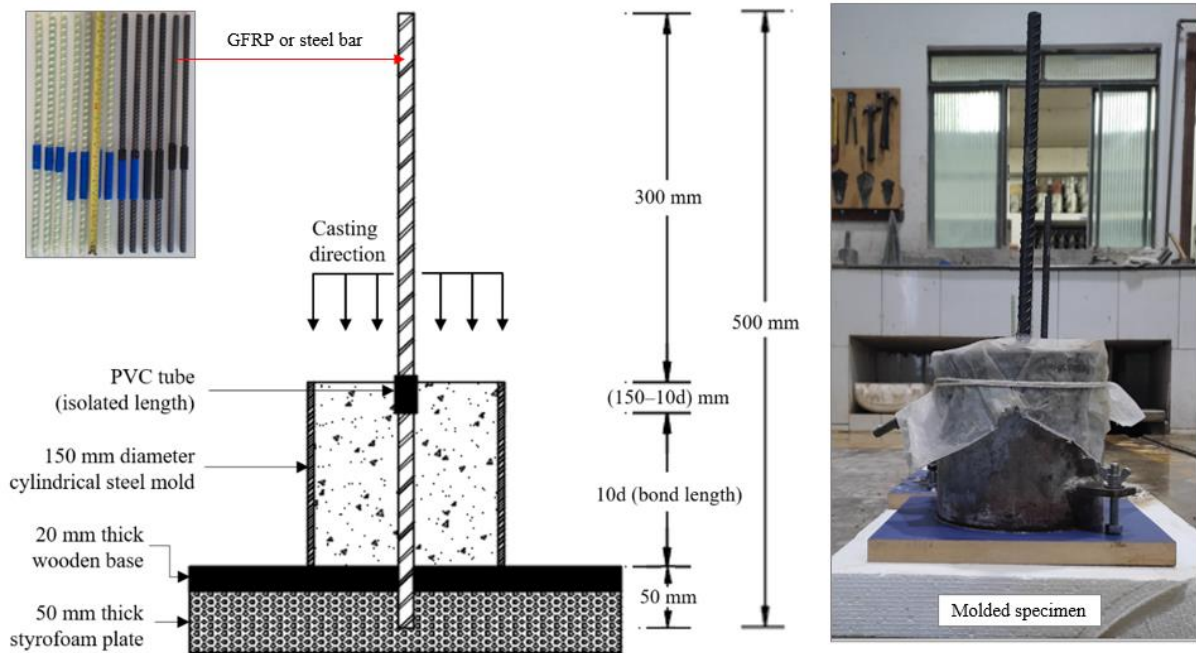 GFRP or steel bar
Casting
direction
PVC tube
(isolated length)
150 mm diameter
cylindrical steel mold
20 mm thick
wooden base
50 mm thick
styrofoam plate
300 mm
500 mm
(150–10d) mm
10d (bond length)
50 mm
Molded specimen